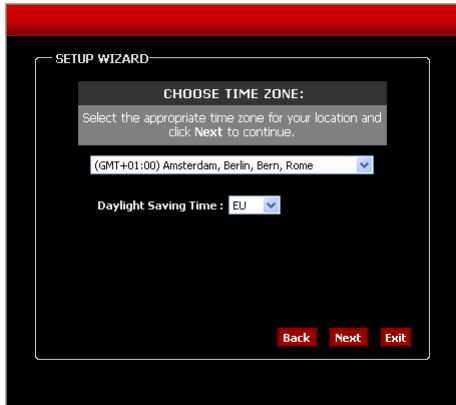 SETUP WIZARD
CHOOSE TIME ZONE:
Select the appropriate time zone for your location and
click Next to continue.
(GMT+01:00) Amsterdam, Berlin, Bern, Rome
Daylight Saving Time : EU
Back Next Exit